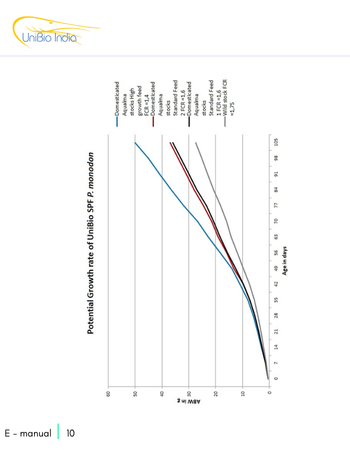 UniBio India
Potential Growth rate of UniBio SPF P. monodon
ABW in g
60
50
40
30
20
10
0
0 7 14 21 28 35 42 49 56 63 70 77 84 91 98 105
Age in days
Domesticated
Aqualma
stocks High
growth feed
FCR =1,4
Domesticated
Aqualma
stocks
Standard Feed
2 FCR =1,6
Domesticated
Aqualma
stocks
Standard Feed
1 FCR =1,6
Wild stock FCR
=1,75
E - manual | 10